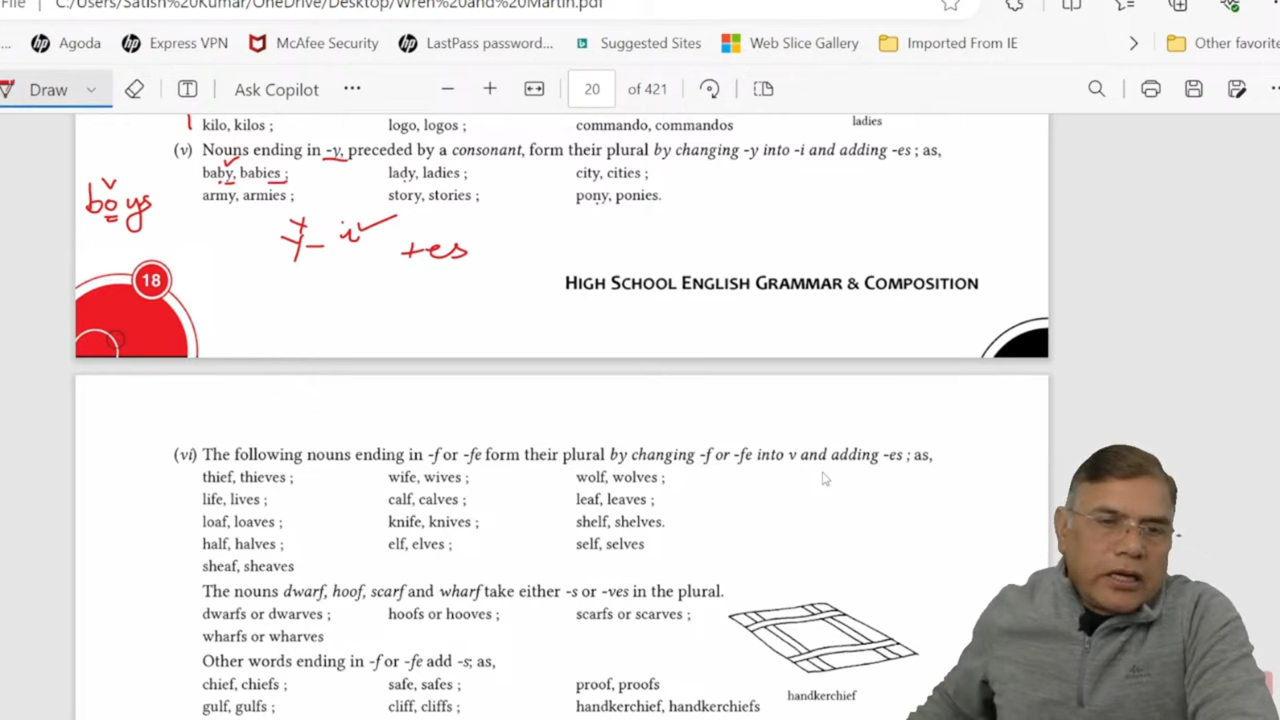 File C:/Users/Satish%20Kumar/OneDrive/Desktop/Wren%20and%20Martin.pdf
... Agoda Express VPN McAfee Security LastPass password... Suggested Sites Web Slice Gallery Imported From IE Other favorite
Draw Ask Copilot ... 20 of 421
kilo, kilos ; logo, logos ; commando, commandos
ladies
(v) Nouns ending in -y, preceded by a consonant, form their plural by changing -y into -i and adding -es ; as,
baby, babies ; lady, ladies ; city, cities ;
army, armies ; story, stories ; pony, ponies.
v
boys
Y- i +es
18
HIGH SCHOOL ENGLISH GRAMMAR & COMPOSITION
(vi) The following nouns ending in -f or -fe form their plural by changing -f or -fe into v and adding -es ; as,
thief, thieves ; wife, wives ; wolf, wolves ;
life, lives ; calf, calves ; leaf, leaves ;
loaf, loaves ; knife, knives ; shelf, shelves.
half, halves ; elf, elves ; self, selves
sheaf, sheaves
The nouns dwarf, hoof, scarf and wharf take either -s or -ves in the plural.
dwarfs or dwarves ; hoofs or hooves ; scarfs or scarves ;
wharfs or wharves
Other words ending in -f or -fe add -s; as,
chief, chiefs ; safe, safes ; proof, proofs
handkerchief
gulf, gulfs ; cliff, cliffs ; handkerchief, handkerchiefs